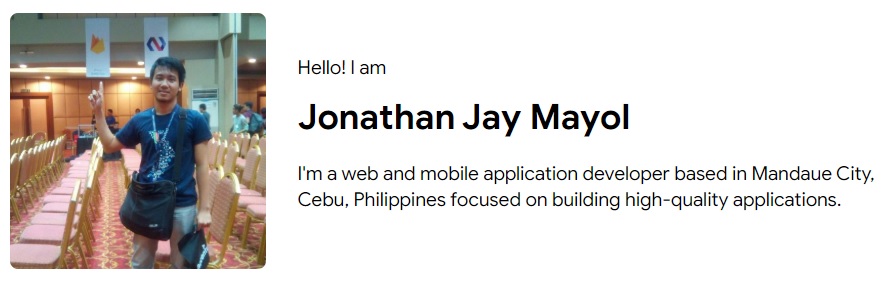 Hello! I am
Jonathan Jay Mayol
I'm a web and mobile application developer based in Mandaue City,
Cebu, Philippines focused on building high-quality applications.